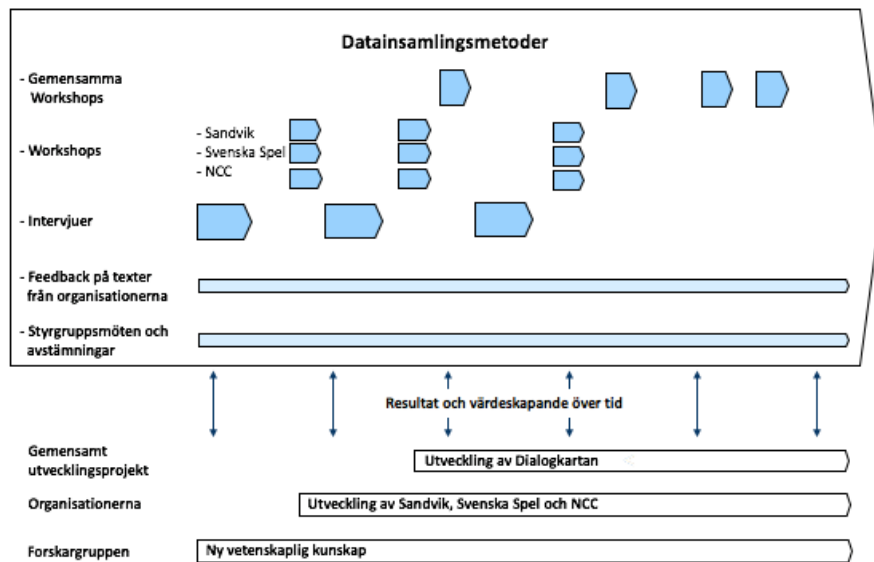 Datainsamlingsmetoder
- Gemensamma
Workshops
- Workshops
- Sandvik
- Svenska Spel
- NCC
- Intervjuer
- Feedback på texter
från organisationerna
- Styrgruppsmöten och
avstämningar
Resultat och värdeskapande över tid
Gemensamt
utvecklingsprojekt
Utveckling av Dialogkartan
Organisationerna
Utveckling av Sandvik, Svenska Spel och NCC
Forskargruppen
Ny vetenskaplig kunskap